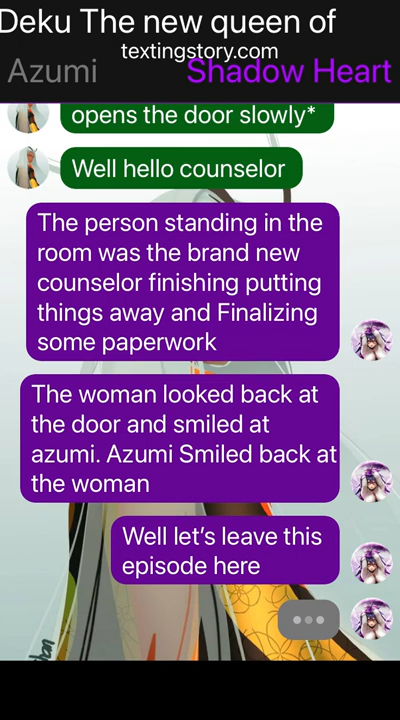 Deku The new queen of
textingstory.com
Azumi
Shadow Heart
opens the door slowly*
Well hello counselor
The person standing in the
room was the brand new
counselor finishing putting
things away and Finalizing
some paperwork
The woman looked back at
the door and smiled at
azumi. Azumi Smiled back at
the woman
Well let's leave this
episode here